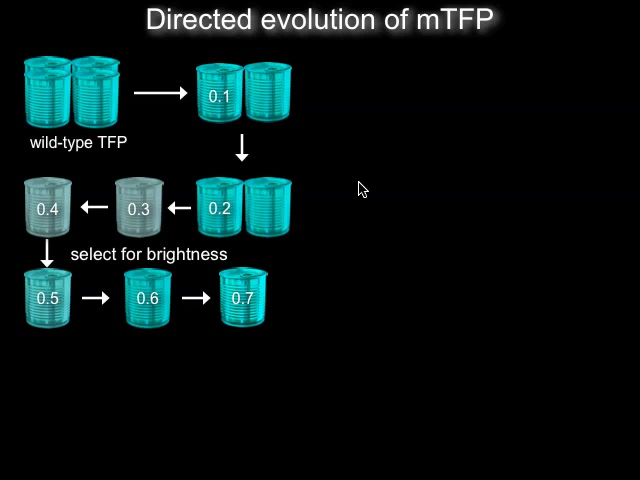 Directed evolution of mTFP
0.1
wild-type TFP
0.4
0.3
0.2
select for brightness
0.5
0.6
0.7